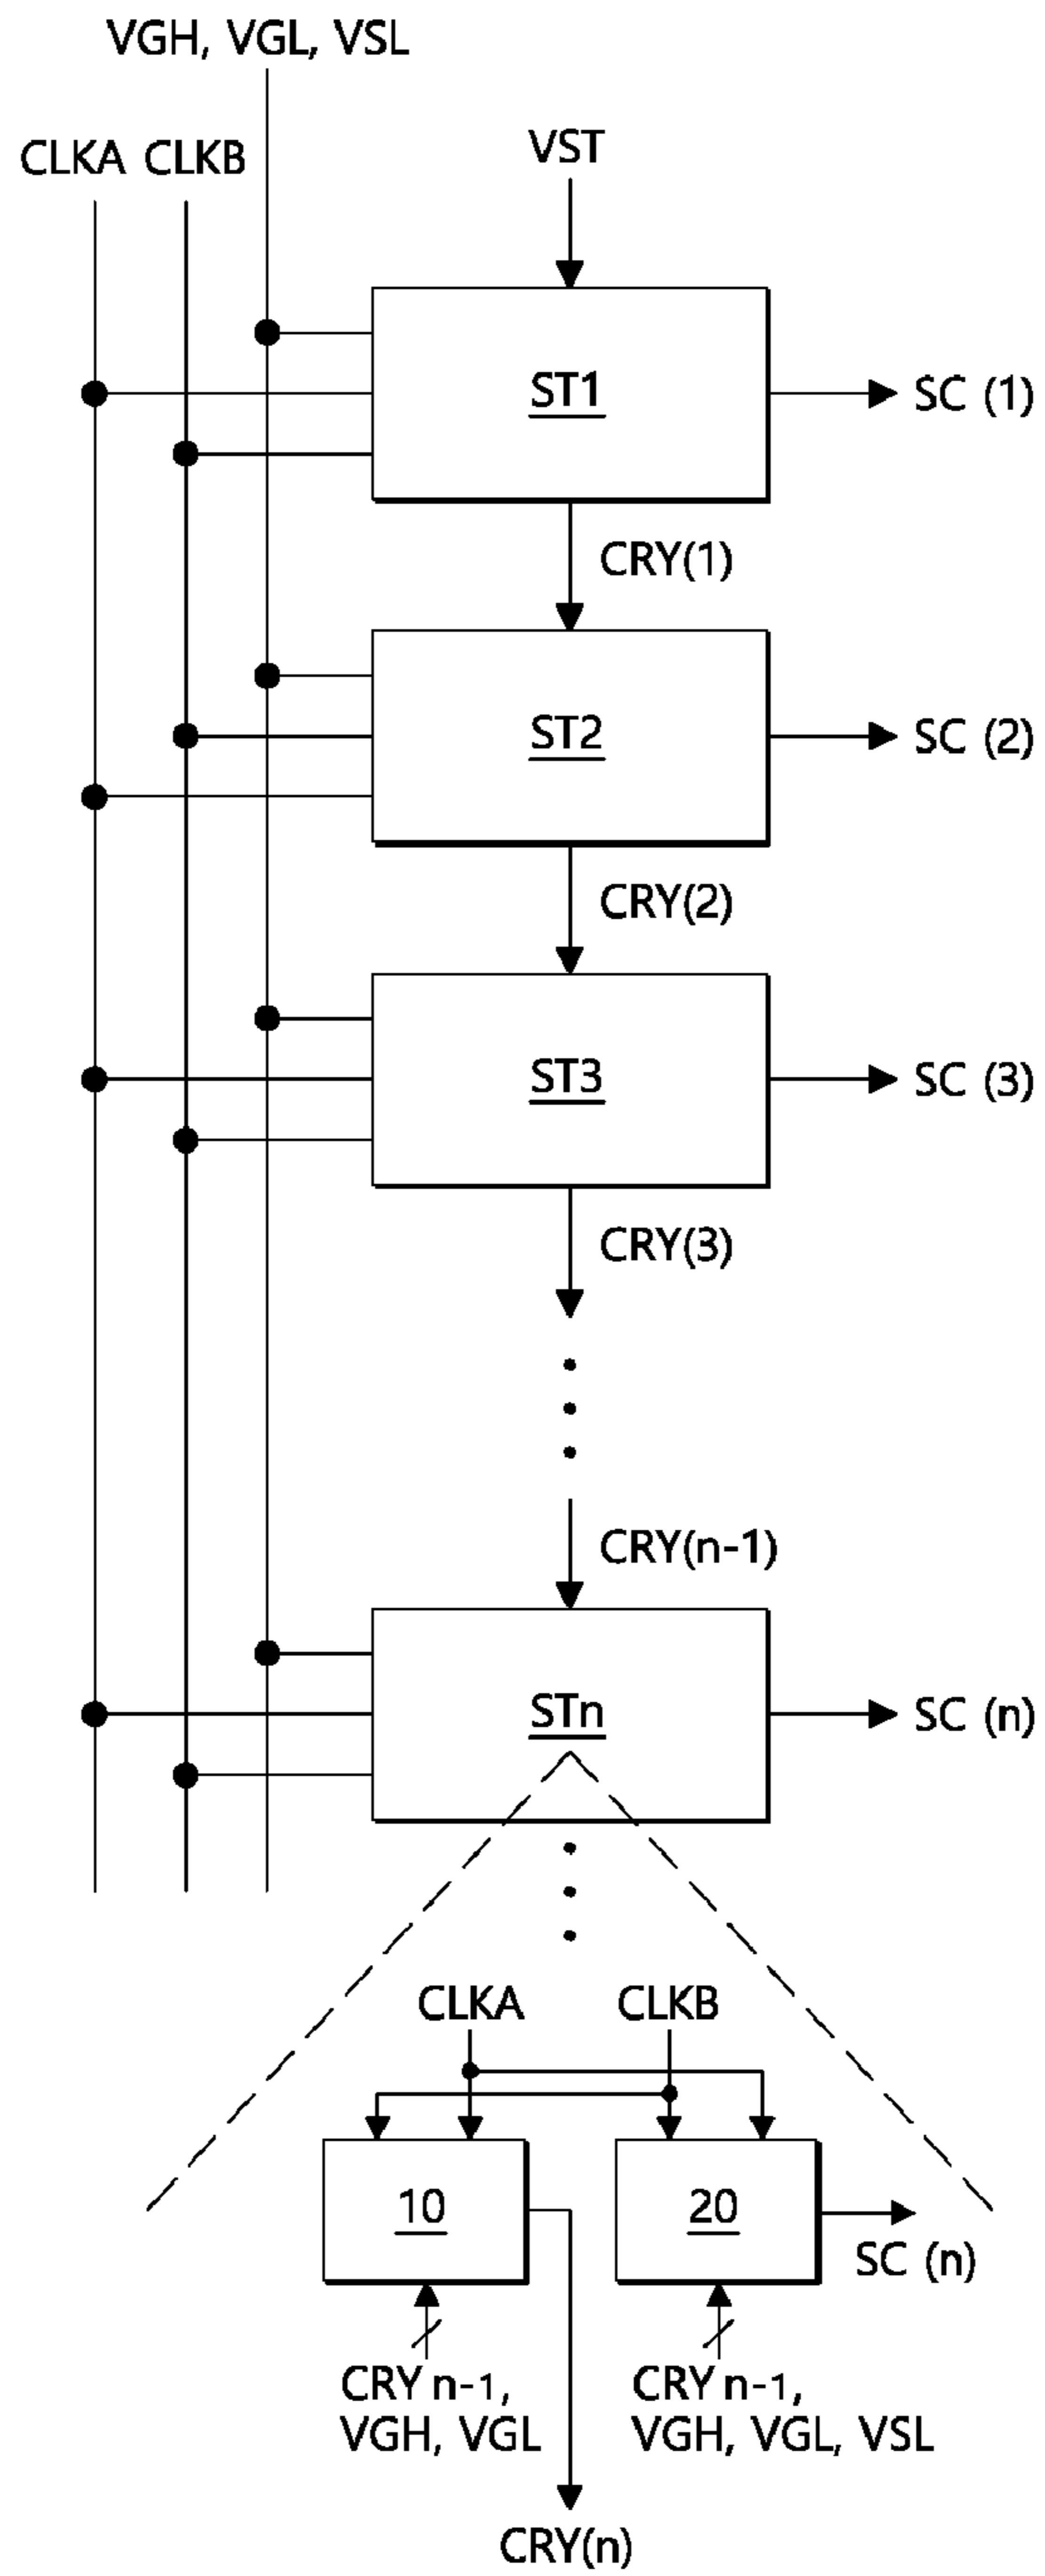 VGH, VGL, VSL
CLKA CLKB
VST
ST1
SC (1)
CRY(1)
ST2
SC (2)
CRY(2)
ST3
SC (3)
CRY(3)
CRY(n-1)
STn
SC (n)
CLKA CLKB
10
20
SC (n)
CRY n-1,
VGH, VGL
CRY n-1,
VGH, VGL, VSL
CRY(n)